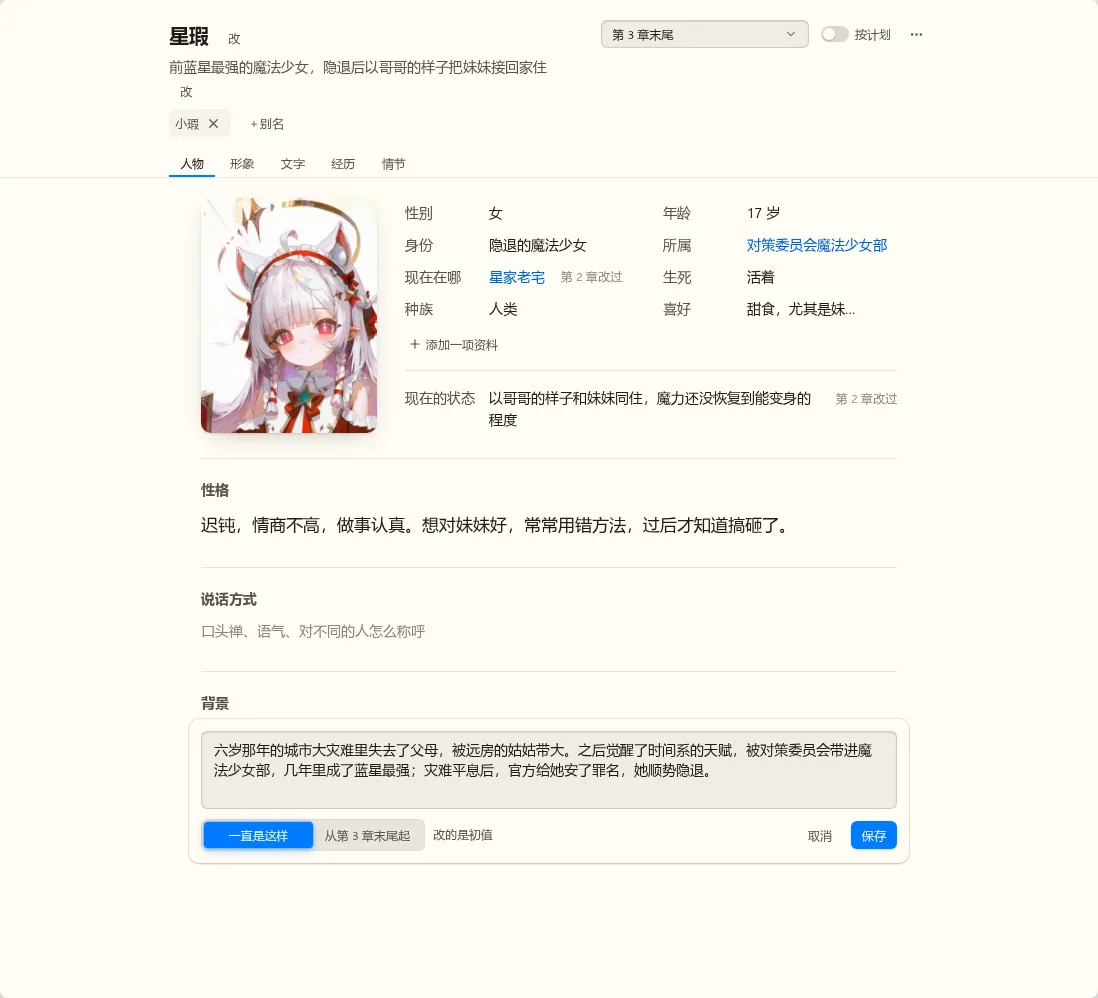 星瑕 改
第 3 章末尾 按计划
前蓝星最强的魔法少女，隐退后以哥哥的样子把妹妹接回家住
改
小瑕 + 别名
人物 形象 文字 经历 情节
性别 女 年龄 17 岁
身份 隐退的魔法少女 所属 对策委员会魔法少女部
现在在哪 星家老宅 第 2 章改过 生死 活着
种族 人类 喜好 甜食，尤其是妹...
添加一项资料
现在的状态 以哥哥的样子和妹妹同住，魔力还没恢复到能变身的 第 2 章改过
程度
性格
迟钝，情商不高，做事认真。想对妹妹好，常常用错方法，过后才知道搞砸了。
说话方式
口头禅、语气、对不同的人怎么称呼
背景
六岁那年的城市大灾难里失去了父母，被远房的姑姑带大。之后觉醒了时间系的天赋，被对策委员会带进魔
法少女部，几年里成了蓝星最强；灾难平息后，官方给她安了罪名，她顺势隐退。
一直是这样 从第 3 章末尾起 改的是初值 取消 保存